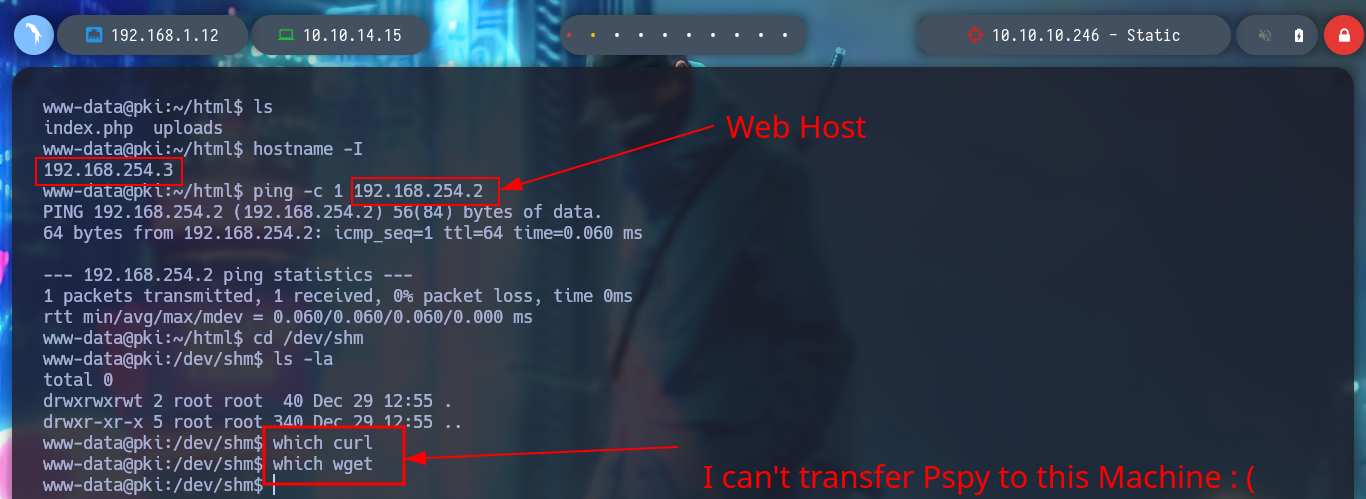 192.168.1.12 10.10.14.15 10.10.10.246 - Static
www-data@pki:~/html$ ls
index.php  uploads
www-data@pki:~/html$ hostname -I
192.168.254.3
www-data@pki:~/html$ ping -c 1 192.168.254.2
Web Host
PING 192.168.254.2 (192.168.254.2) 56(84) bytes of data.
64 bytes from 192.168.254.2: icmp_seq=1 ttl=64 time=0.060 ms
--- 192.168.254.2 ping statistics ---
1 packets transmitted, 1 received, 0% packet loss, time 0ms
rtt min/avg/max/mdev = 0.060/0.060/0.060/0.000 ms
www-data@pki:~/html$ cd /dev/shm
www-data@pki:/dev/shm$ ls -la
total 0
drwxrwxrwt 2 root root  40 Dec 29 12:55 .
drwxr-xr-x 5 root root 340 Dec 29 12:55 ..
www-data@pki:/dev/shm$ which curl
www-data@pki:/dev/shm$ which wget
www-data@pki:/dev/shm$
I can't transfer Pspy to this Machine : (